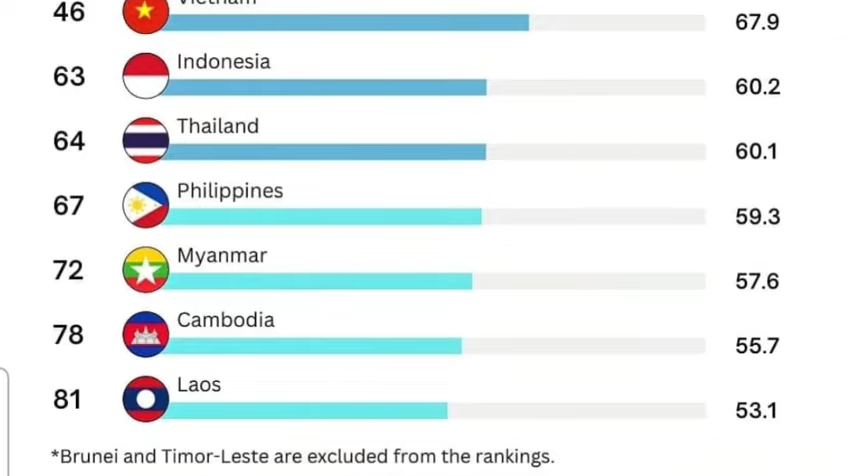 46
Vietnam
67.9
63
Indonesia
60.2
64
Thailand
60.1
67
Philippines
59.3
72
Myanmar
57.6
78
Cambodia
55.7
81
Laos
53.1
*Brunei and Timor-Leste are excluded from the rankings.